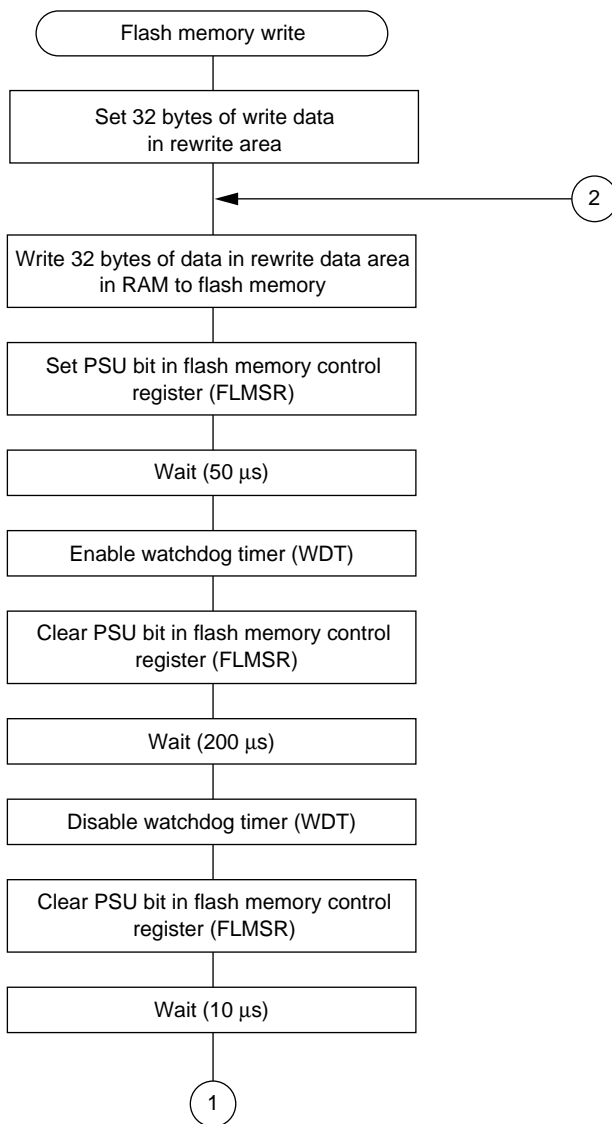 Flash memory write
Set 32 bytes of write data
in rewrite area
2
Write 32 bytes of data in rewrite data area
in RAM to flash memory
Set PSU bit in flash memory control
register (FLMSR)
Wait (50 μs)
Enable watchdog timer (WDT)
Clear PSU bit in flash memory control
register (FLMSR)
Wait (200 μs)
Disable watchdog timer (WDT)
Clear PSU bit in flash memory control
register (FLMSR)
Wait (10 μs)
1